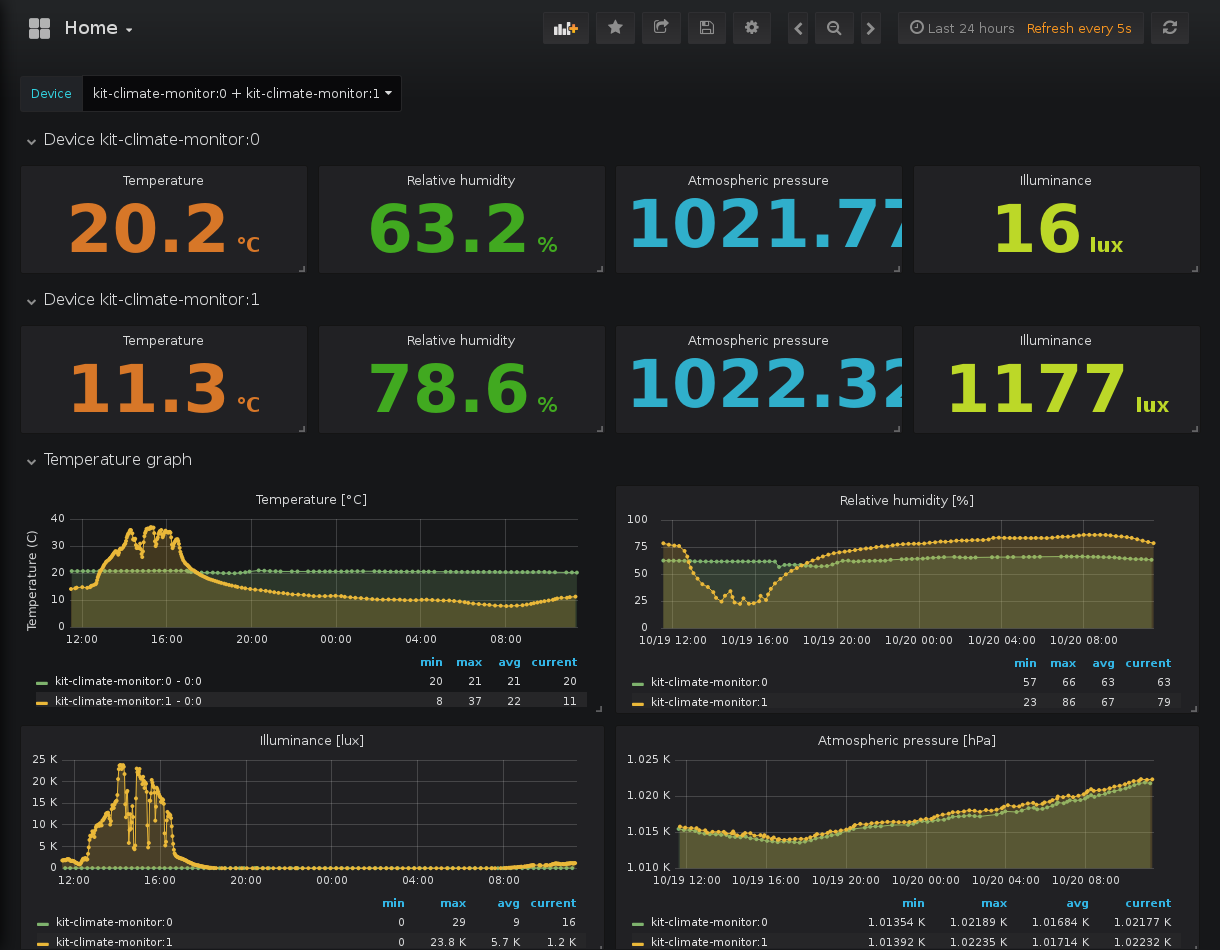 Home
Last 24 hours Refresh every 5s
Device kit-climate-monitor:0 + kit-climate-monitor:1
Device kit-climate-monitor:0
Temperature Relative humidity Atmospheric pressure Illuminance
20.2 °C 63.2 % 1021.77 16 lux
Device kit-climate-monitor:1
Temperature Relative humidity Atmospheric pressure Illuminance
11.3 °C 78.6 % 1022.32 1177 lux
Temperature graph
Temperature [°C]
Temperature (C)
40
30
20
10
0
12:00 16:00 20:00 00:00 04:00 08:00
min max avg current
kit-climate-monitor:0 - 0:0 20 21 21 20
kit-climate-monitor:1 - 0:0 8 37 22 11
Relative humidity [%]
100
75
50
25
0
10/19 12:00 10/19 16:00 10/19 20:00 10/20 00:00 10/20 04:00 10/20 08:00
min max avg current
kit-climate-monitor:0 57 66 63 63
kit-climate-monitor:1 23 86 67 79
Illuminance [lux]
25 K
20 K
15 K
10 K
5 K
0
12:00 16:00 20:00 00:00 04:00 08:00
min max avg current
kit-climate-monitor:0 0 29 9 16
kit-climate-monitor:1 0 23.8 K 5.7 K 1.2 K
Atmospheric pressure [hPa]
1.025 K
1.020 K
1.015 K
1.010 K
10/19 12:00 10/19 16:00 10/19 20:00 10/20 00:00 10/20 04:00 10/20 08:00
min max avg current
kit-climate-monitor:0 1.01354 K 1.02189 K 1.01684 K 1.02177 K
kit-climate-monitor:1 1.01392 K 1.02235 K 1.01714 K 1.02232 K